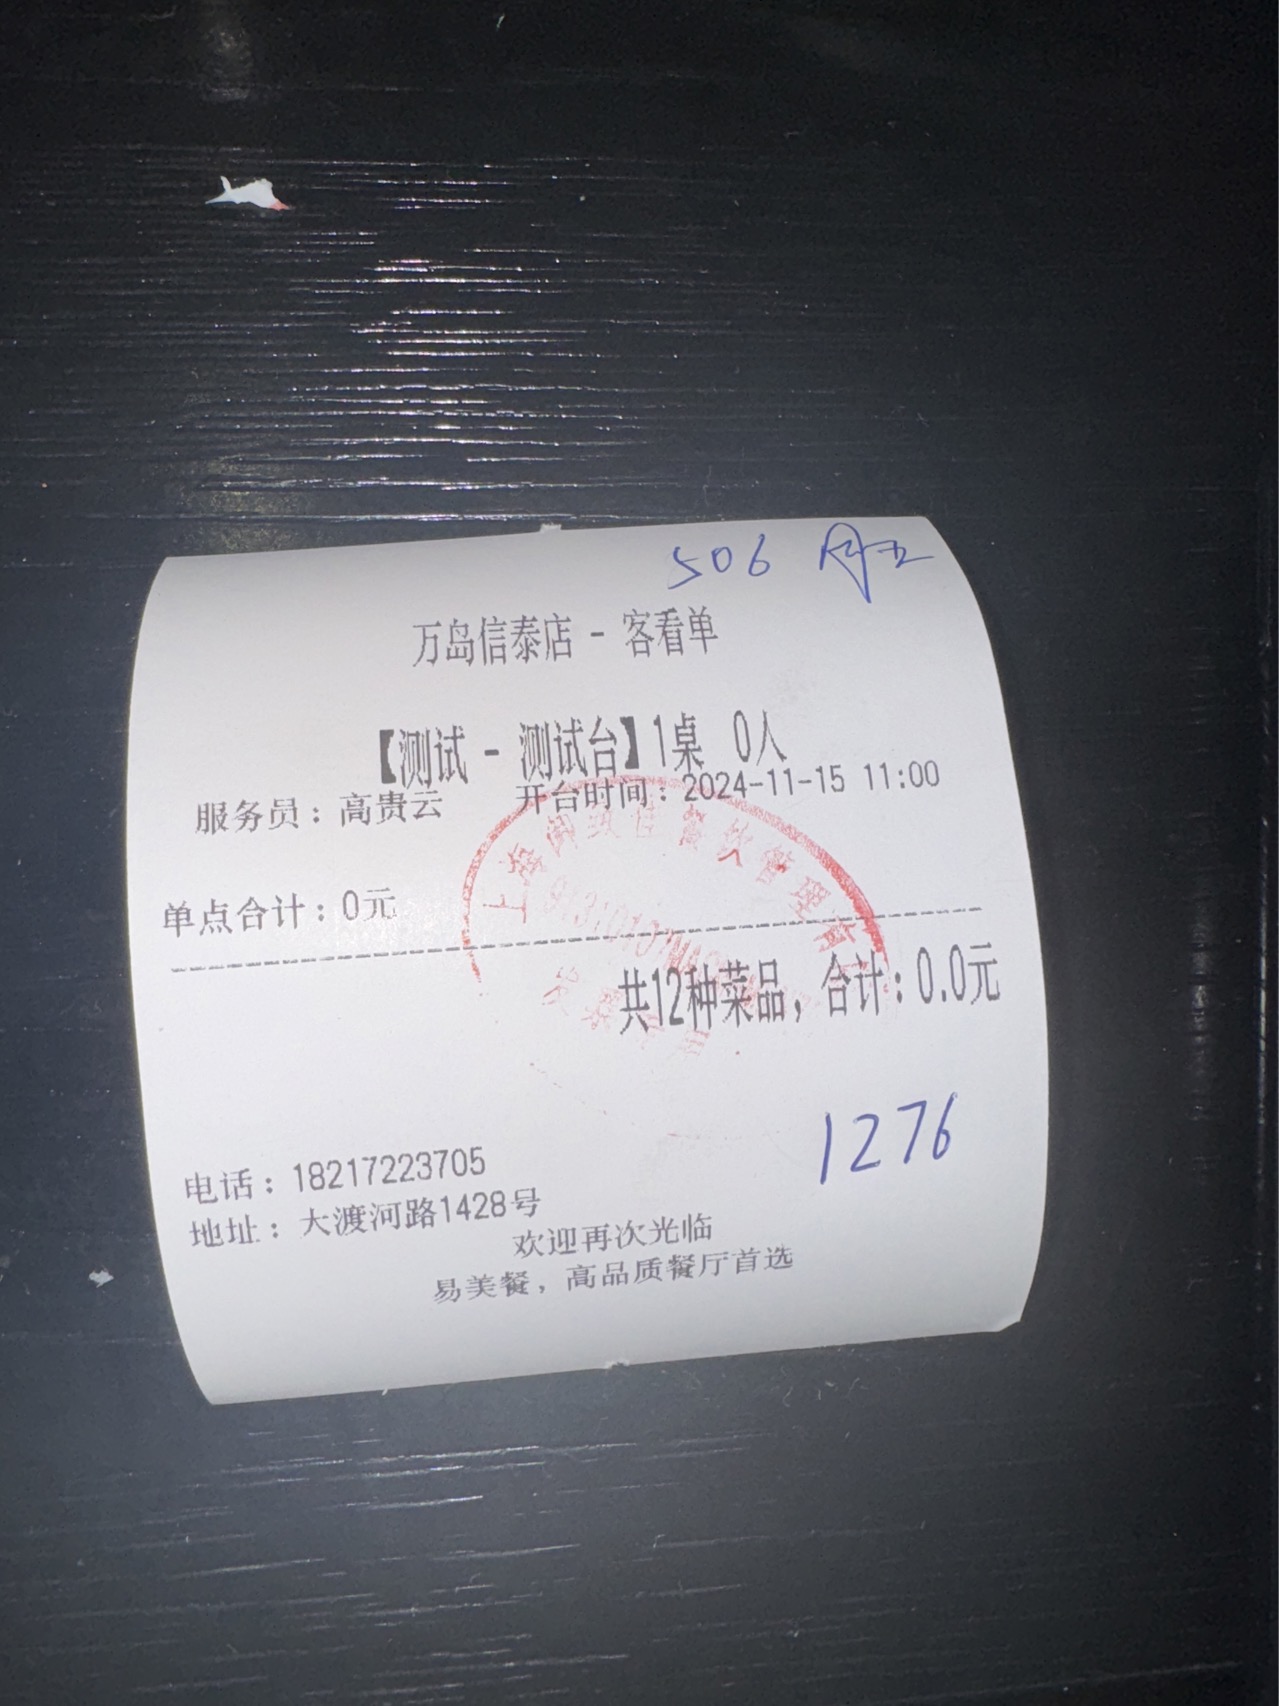 506
万岛信泰店 - 客看单
【测试 - 测试台】1桌 0人
服务员：高贵云 开台时间：2024-11-15 11:00
单点合计：0元
共12种菜品，合计：0.0元
1276
电话：18217223705
地址：大渡河路1428号
欢迎再次光临
易美餐，高品质餐厅首选